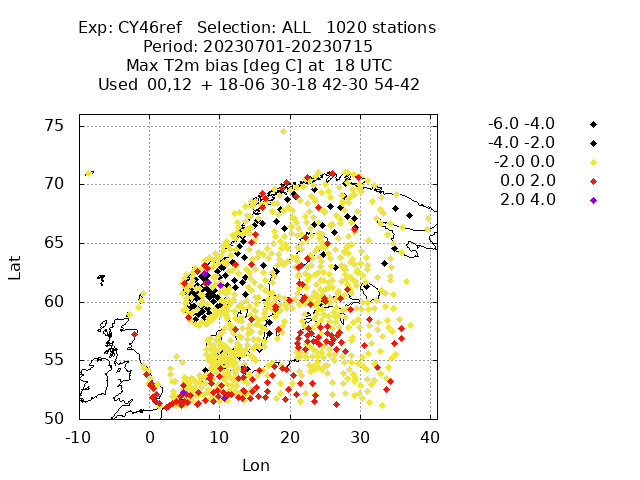 Exp: CY46ref   Selection: ALL   1020 stations
Period: 20230701-20230715
Max T2m bias [deg C] at  18 UTC
Used  00,12  + 18-06 30-18 42-30 54-42
-6.0 -4.0
-4.0 -2.0
-2.0 0.0
0.0 2.0
2.0 4.0
75
70
65
60
55
50
Lat
-10 0 10 20 30 40
Lon